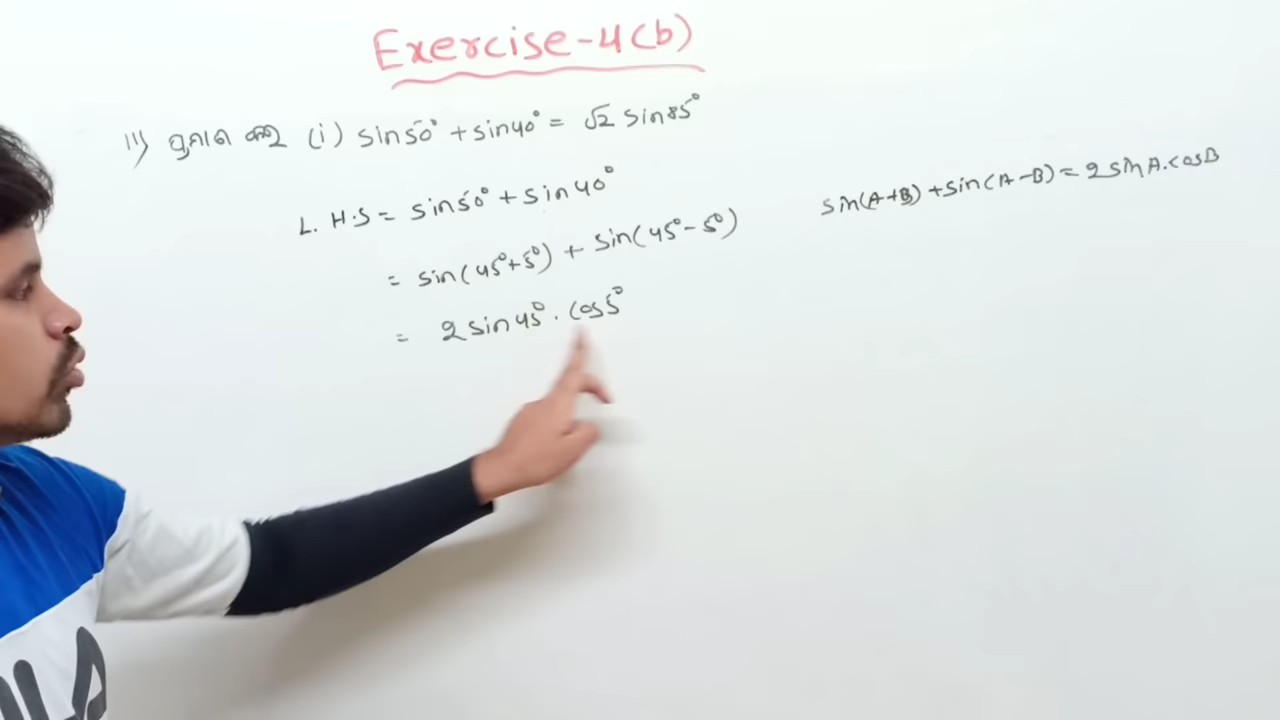 Exercise-4(b)
11) ପ୍ରମାଣ କର (i) sin50° + sin40° = √2 sin85°
L.H.S = sin50° + sin40°
sin(A+B) + sin(A-B) = 2 sinA.cosB
= sin(45°+5°) + sin(45°-5°)
= 2 sin45° . cos5°